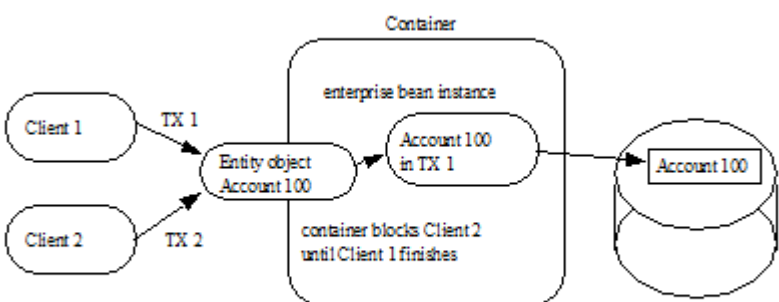 Container
enterprise bean instance
Client 1
TX 1
Entity object
Account 100
Account 100
in TX 1
Account 100
Client 2
TX 2
container blocks Client 2
until Client 1 finishes